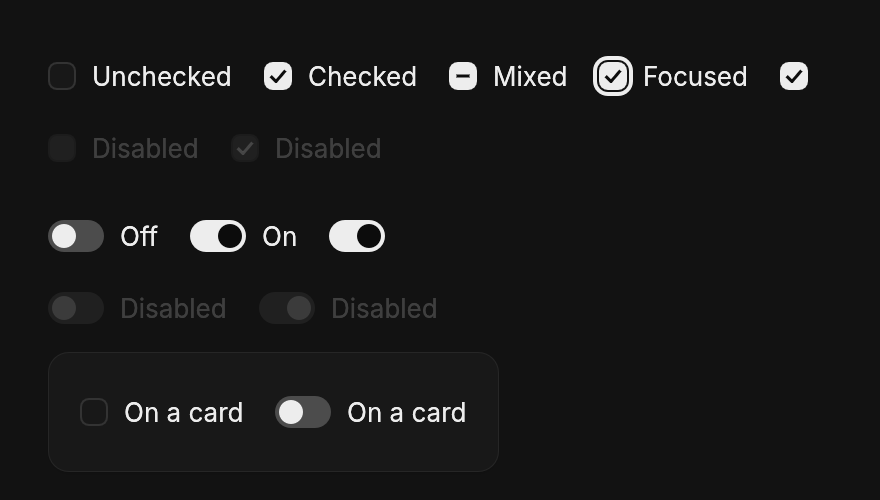 Unchecked Checked Mixed Focused
Disabled Disabled
Off On
Disabled Disabled
On a card On a card